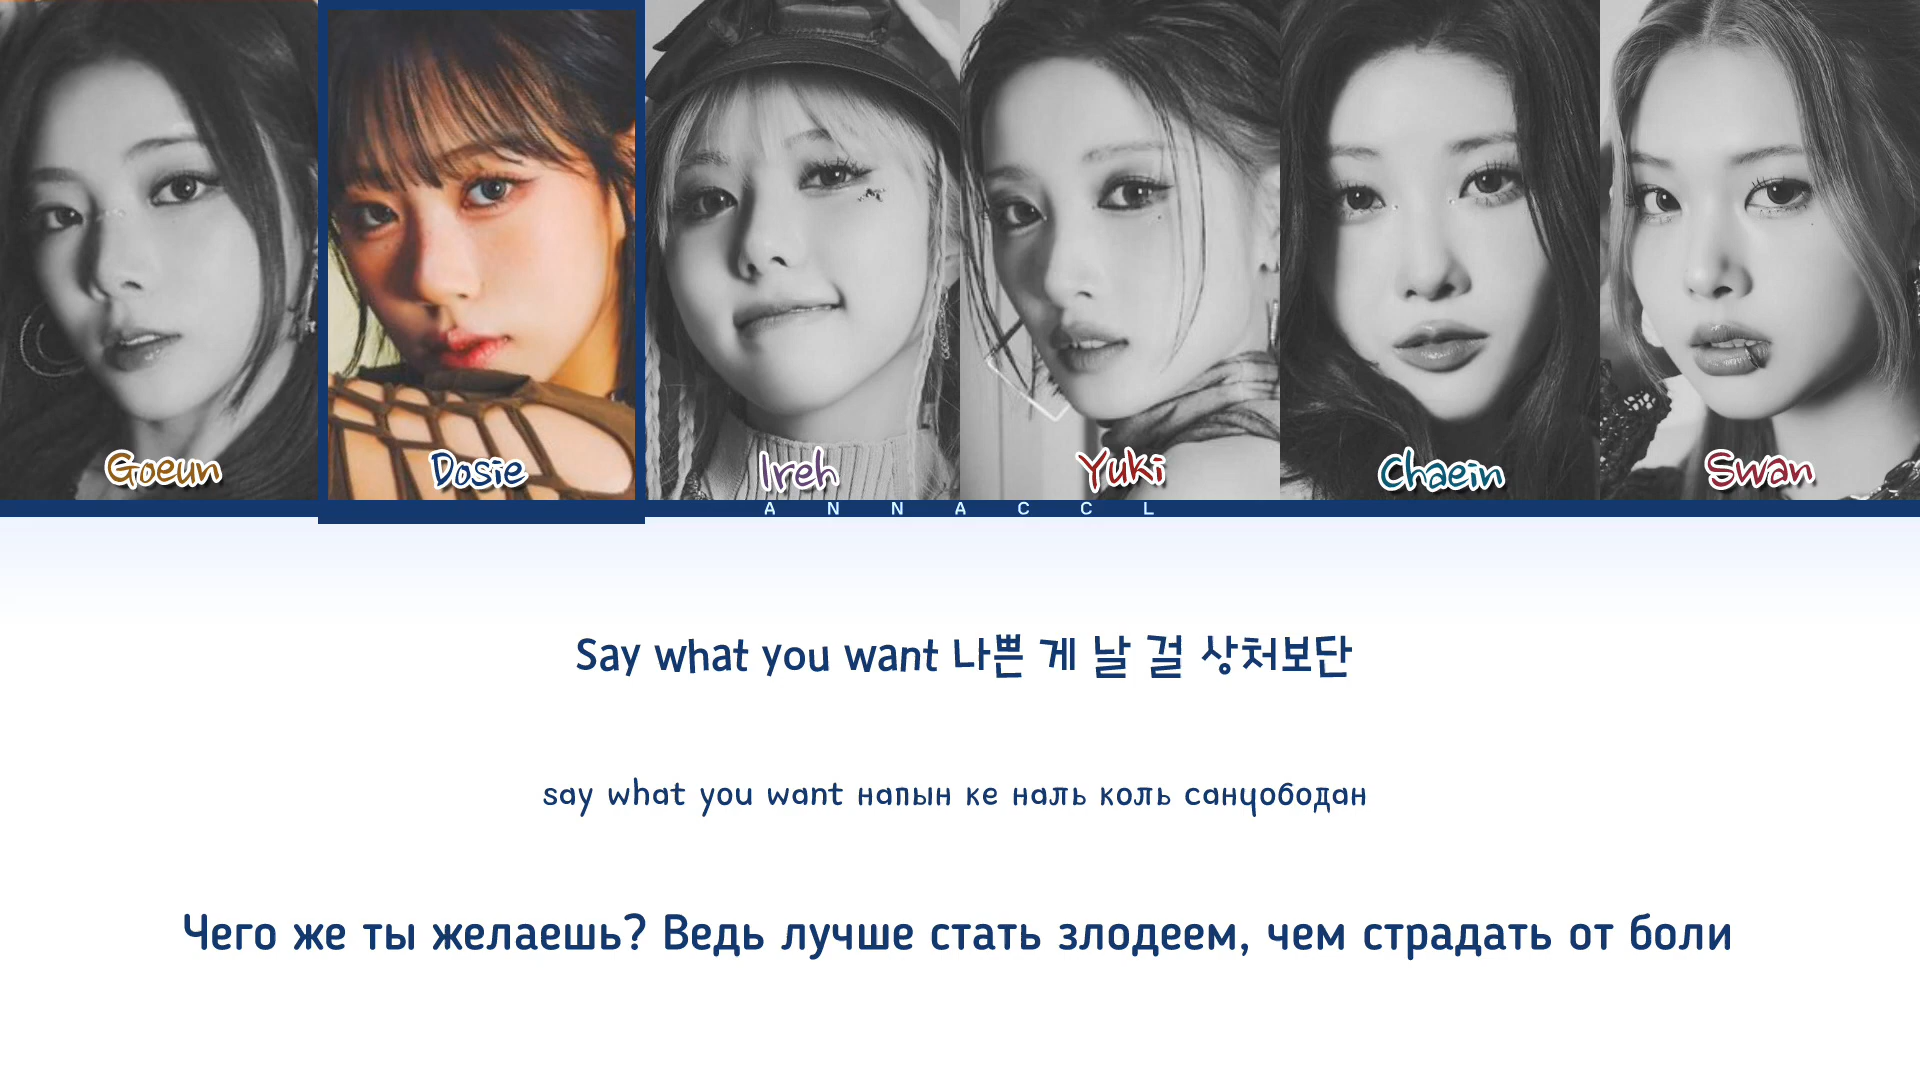 Goeun
Dosie
Ireh
Yuki
Chaein
Swan
A N N A C C L
Say what you want 나쁜 게 날 걸 상처보단
say what you want напын ке наль коль санцободан
Чего же ты желаешь? Ведь лучше стать злодеем, чем страдать от боли